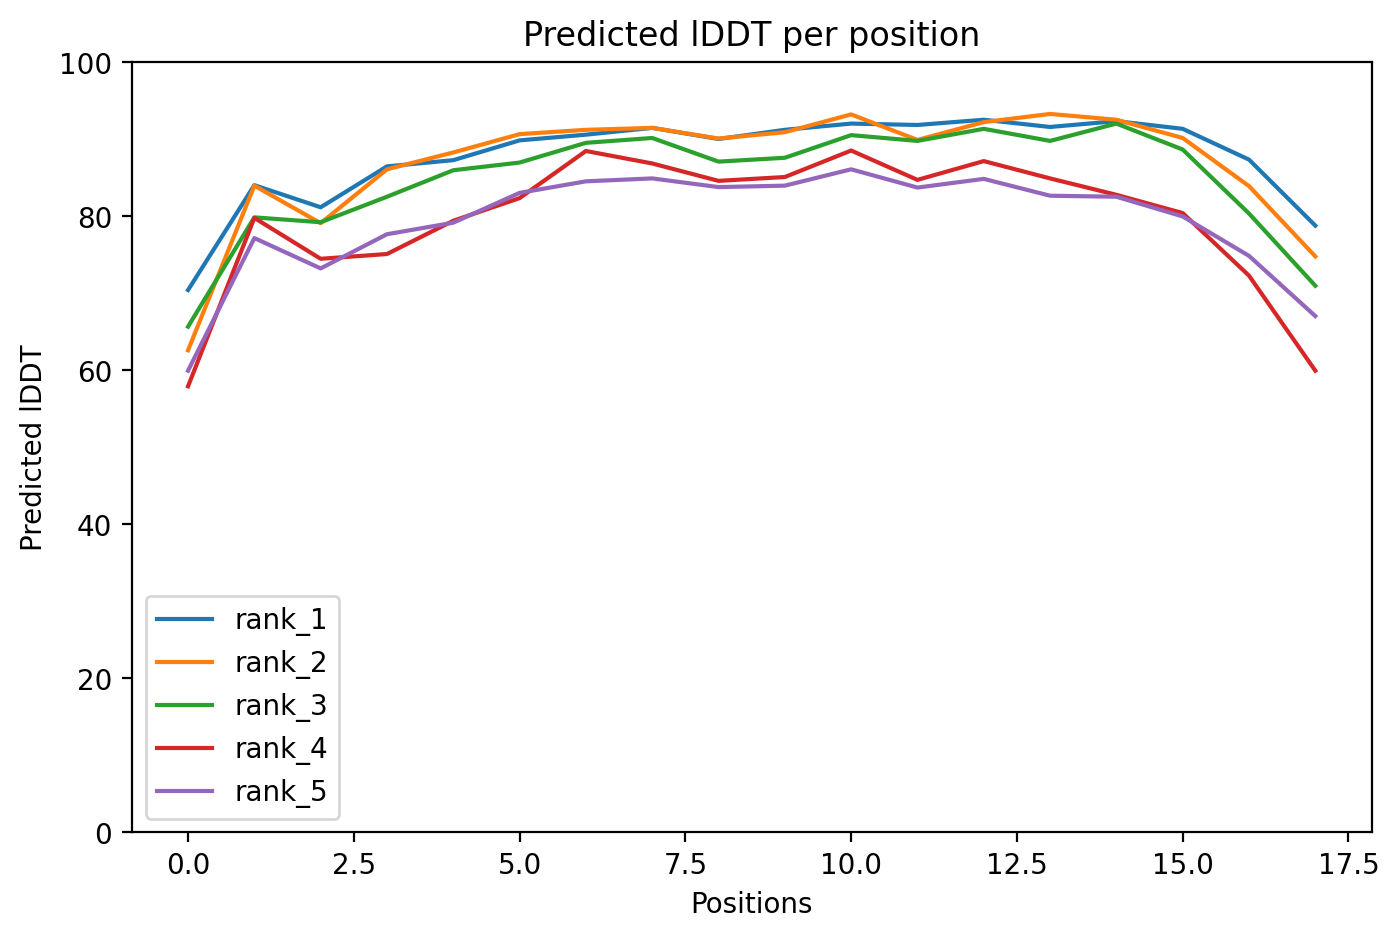 Predicted lDDT per position
Predicted lDDT
100
80
60
40
20
0
rank_1
rank_2
rank_3
rank_4
rank_5
0.0 2.5 5.0 7.5 10.0 12.5 15.0 17.5
Positions